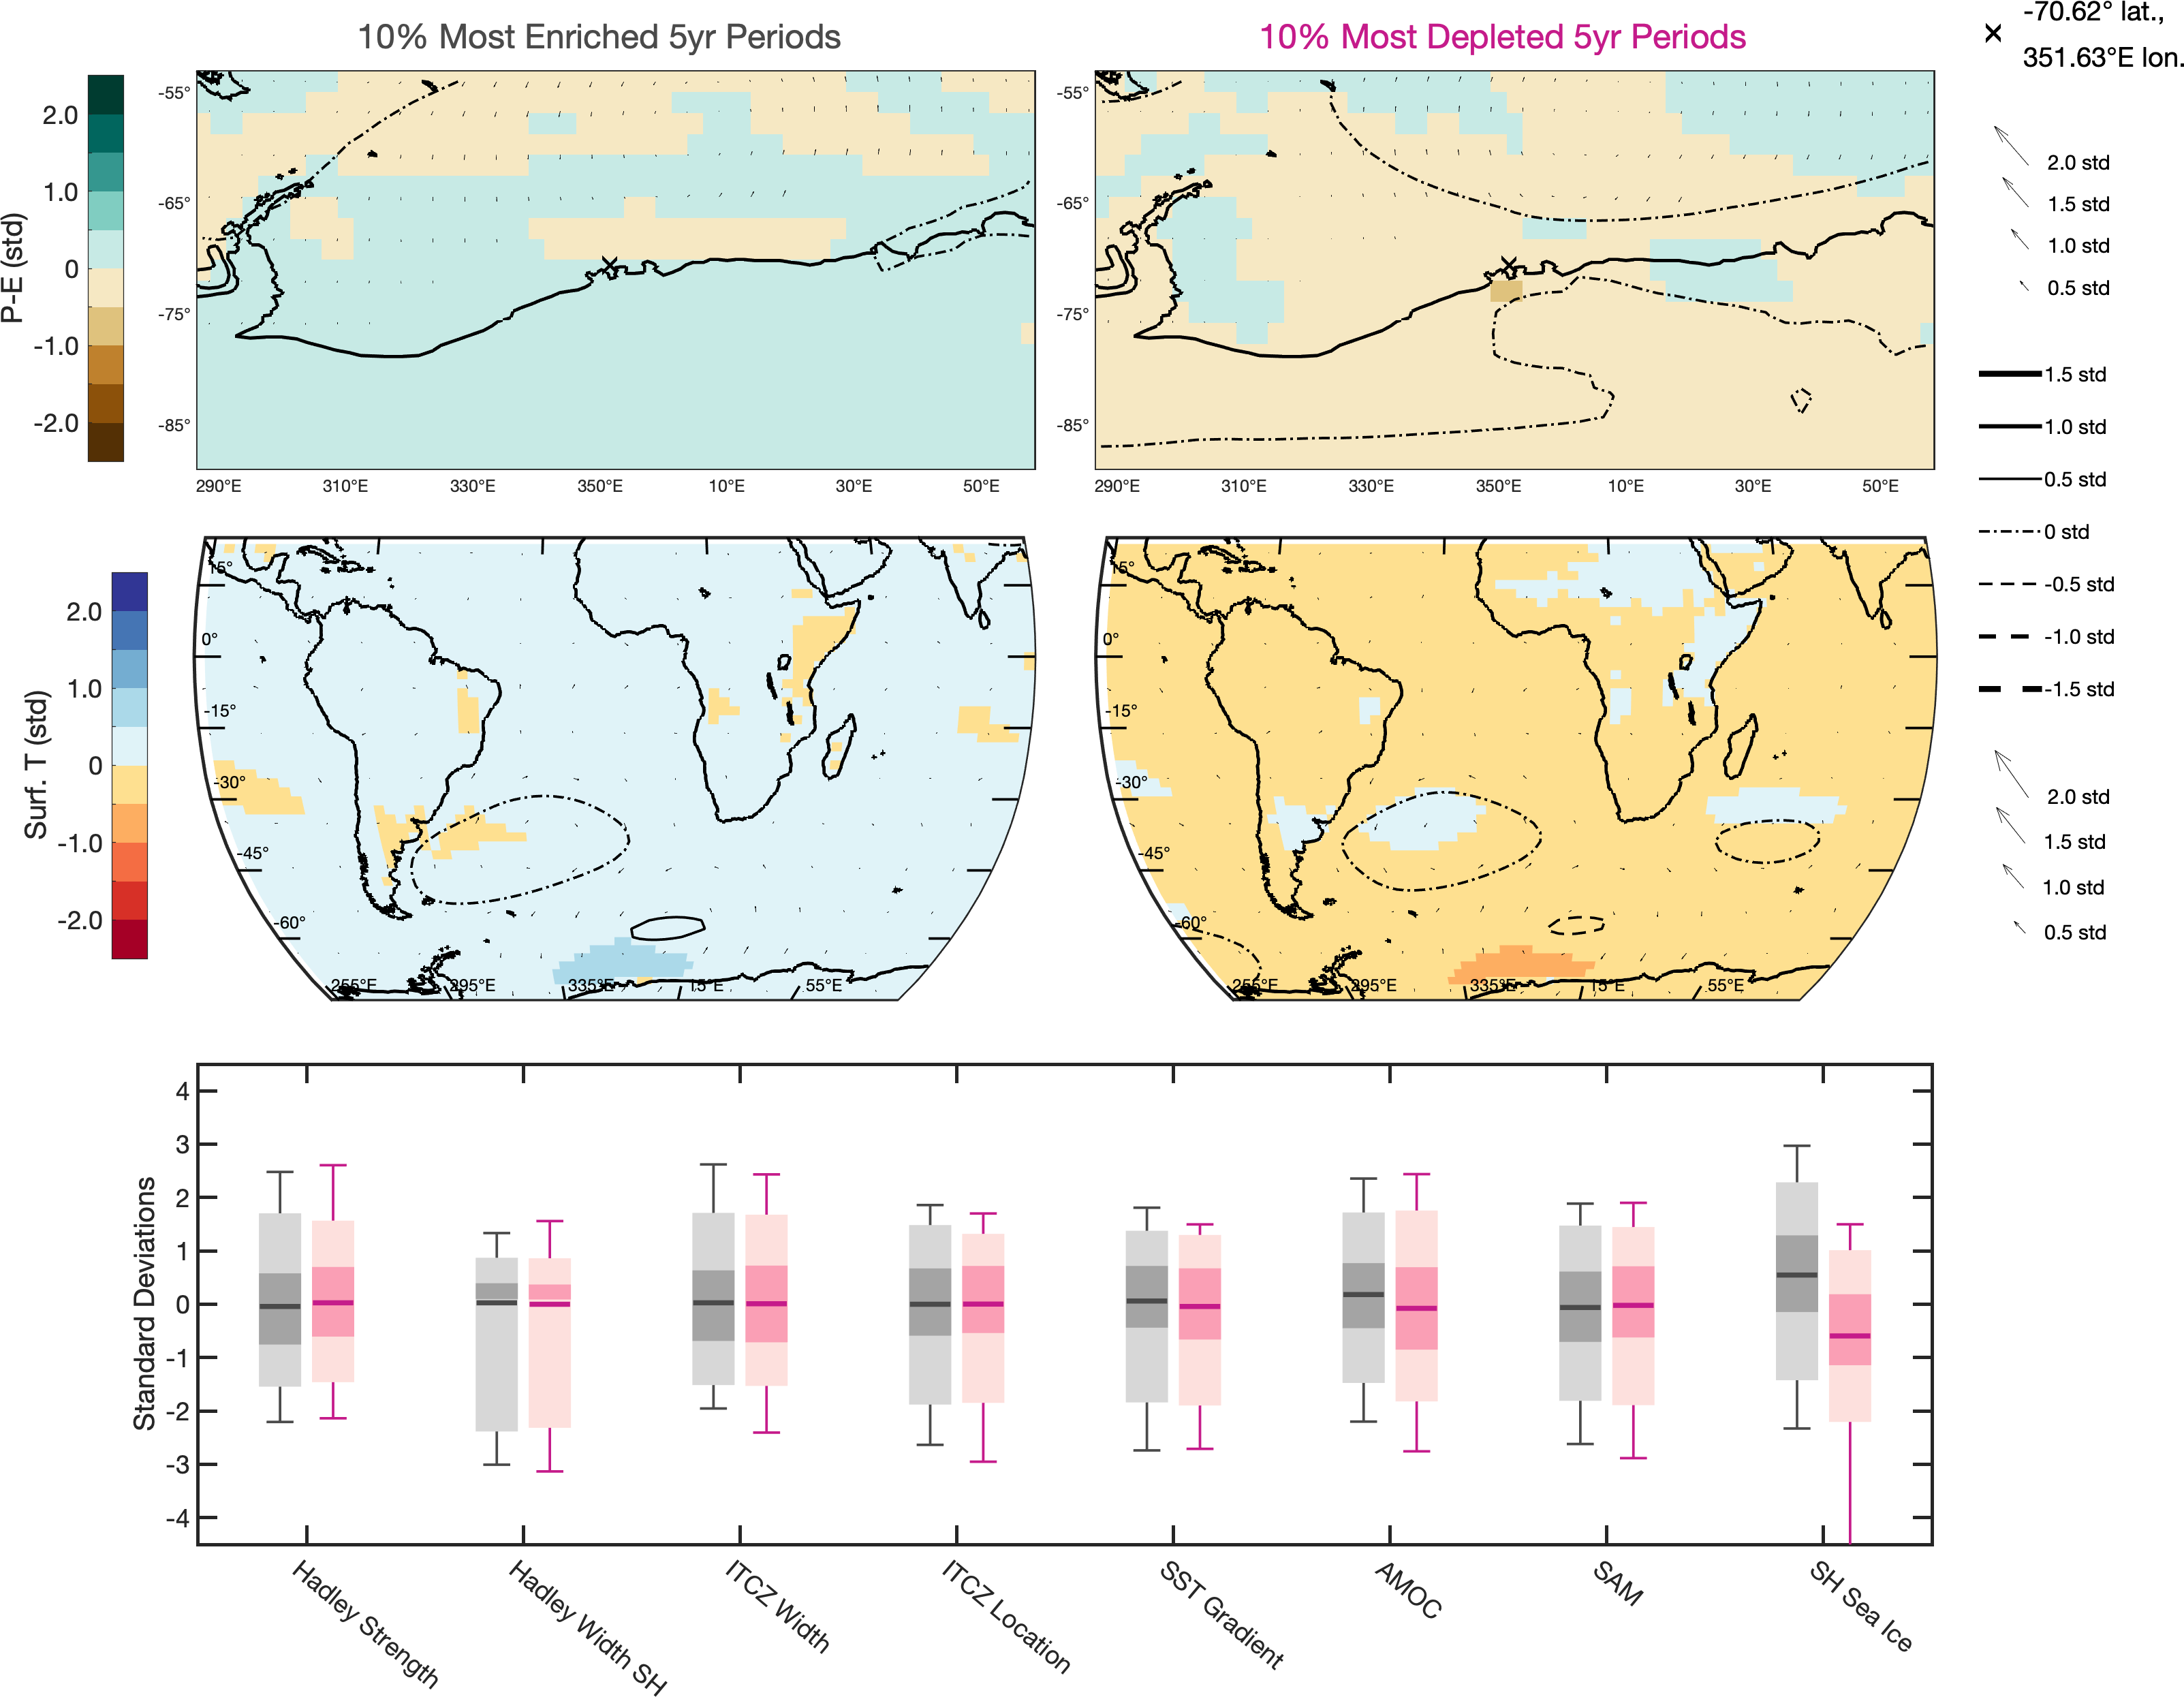 10% Most Enriched 5yr Periods
10% Most Depleted 5yr Periods
-70.62° lat.,
351.63°E lon.
P-E (std)
2.0
1.0
0
-1.0
-2.0
-55°
-65°
-75°
-85°
290°E 310°E 330°E 350°E 10°E 30°E 50°E
-55°
-65°
-75°
-85°
290°E 310°E 330°E 350°E 10°E 30°E 50°E
2.0 std
1.5 std
1.0 std
0.5 std
1.5 std
1.0 std
0.5 std
0 std
-0.5 std
-1.0 std
-1.5 std
2.0 std
1.5 std
1.0 std
0.5 std
Surf. T (std)
2.0
1.0
0
-1.0
-2.0
15°
0°
-15°
-30°
-45°
-60°
255°E 295°E 335°E 15°E 55°E
15°
0°
-15°
-30°
-45°
-60°
255°E 295°E 335°E 15°E 55°E
Standard Deviations
4
3
2
1
0
-1
-2
-3
-4
Hadley Strength
Hadley Width SH
ITCZ Width
ITCZ Location
SST Gradient
AMOC
SAM
SH Sea Ice